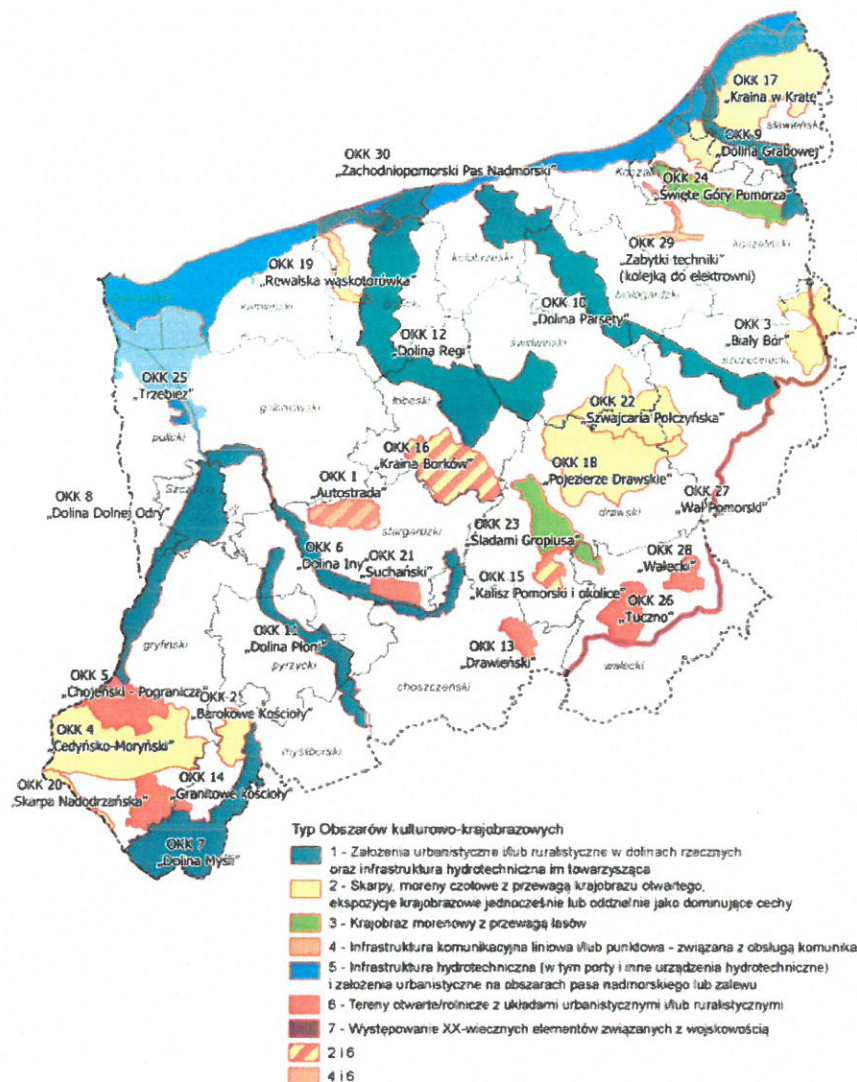 OKK 17
„Kraina w Kratę"
sławieński
OKK 9
„Dolina Grabowej"
OKK 30
„Zachodniopomorski Pas Nadmorski"
OKK 24
„Święte Góry Pomorza"
OKK 29
„Zabytki techniki"
(kolejką do elektrowni)
koszaliński
OKK 19
„Rewalska wąskotorówka"
kołobrzeski
kamieński
białogardzki
OKK 10
„Dolina Parsęty"
OKK 3
„Biały Bór"
OKK 12
„Dolina Regi"
świdwiński
szczecinecki
OKK 25
„Trzebież"
goleniowski
łobeski
OKK 22
„Szwajcaria Połczyńska"
policki
OKK 16
„Kraina Borków"
OKK 1
„Autostrada"
OKK 18
„Pojezierze Drawskie"
OKK 8
„Dolina Dolnej Odry"
OKK 27
„Wał Pomorski"
drawski
stargardzki
OKK 23
„Śladami Gropiusa"
OKK 6
„Dolina Iny"
OKK 21
„Suchański"
OKK 28
„Wałecki"
OKK 15
„Kalisz Pomorski i okolice"
OKK 26
„Tuczno"
OKK 11
„Dolina Płoni"
OKK 13
„Drawieński"
gryfiński
pyrzycki
wałecki
choszczeński
OKK 5
„Chojeński - Pogranicza"
OKK 2
„Barokowe Kościoły"
OKK 4
„Cedyńsko-Moryński"
myśliborski
OKK 20
„Skarpa Nadodrzańska"
OKK 14
„Granitowe kościoły"
OKK 7
„Dolina Myśli"
Typ Obszarów kulturowo-krajobrazowych
1 - Założenia urbanistyczne i/lub ruralistyczne w dolinach rzecznych
oraz infrastruktura hydrotechniczna im towarzysząca
2 - Skarpy, moreny czołowe z przewagą krajobrazu otwartego,
ekspozycje krajobrazowe jednocześnie lub oddzielnie jako dominujące cechy
3 - Krajobraz morenowy z przewagą lasów
4 - Infrastruktura komunikacyjna liniowa i/lub punktowa - związana z obsługą komunika
5 - Infrastruktura hydrotechniczna (w tym porty i inne urządzenia hydrotechniczne)
i założenia urbanistyczne na obszarach pasa nadmorskiego lub zalewu
6 - Tereny otwarte/rolnicze z układami urbanistycznymi i/lub ruralistycznymi
7 - Występowanie XX-wiecznych elementów związanych z wojskowością
2 i 6
4 i 6